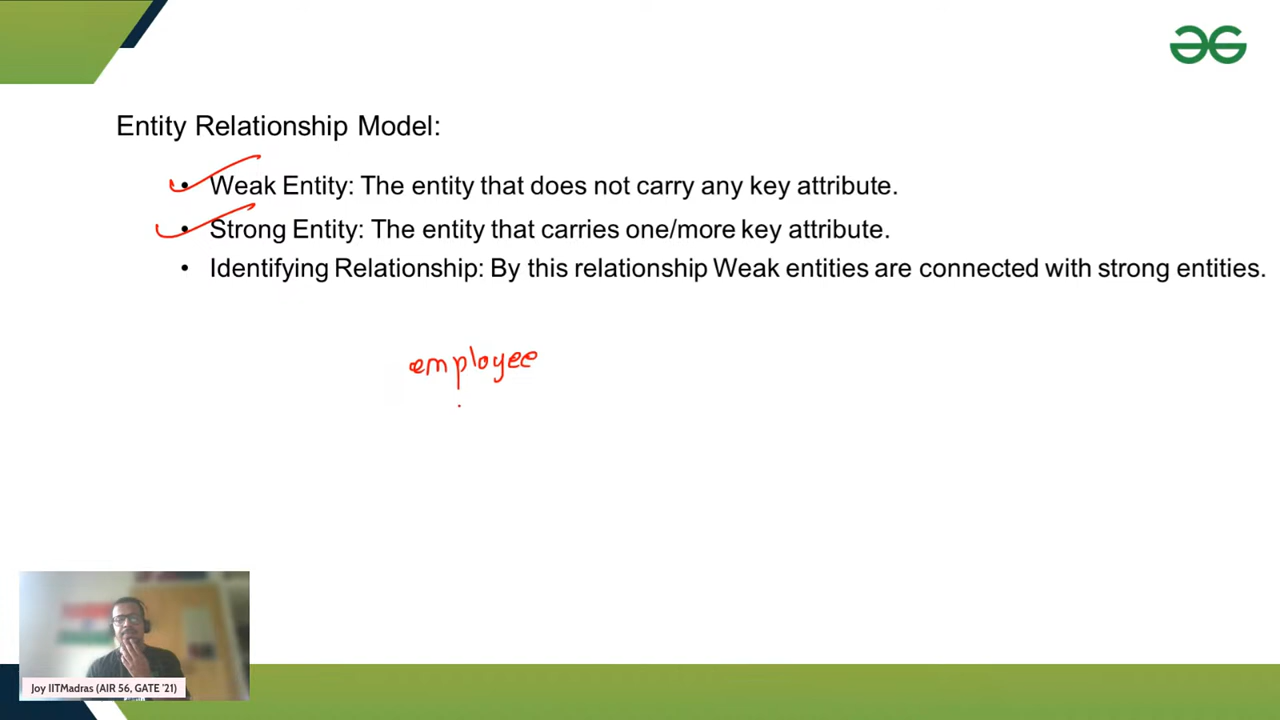 Entity Relationship Model:
• Weak Entity: The entity that does not carry any key attribute.
• Strong Entity: The entity that carries one/more key attribute.
• Identifying Relationship: By this relationship Weak entities are connected with strong entities.
employee
Joy IITMadras (AIR 56, GATE '21)